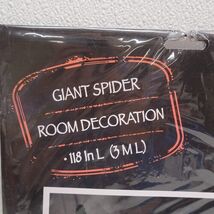 GIANT SPIDER
ROOM DECORATION
• 118 In L (3 M L)